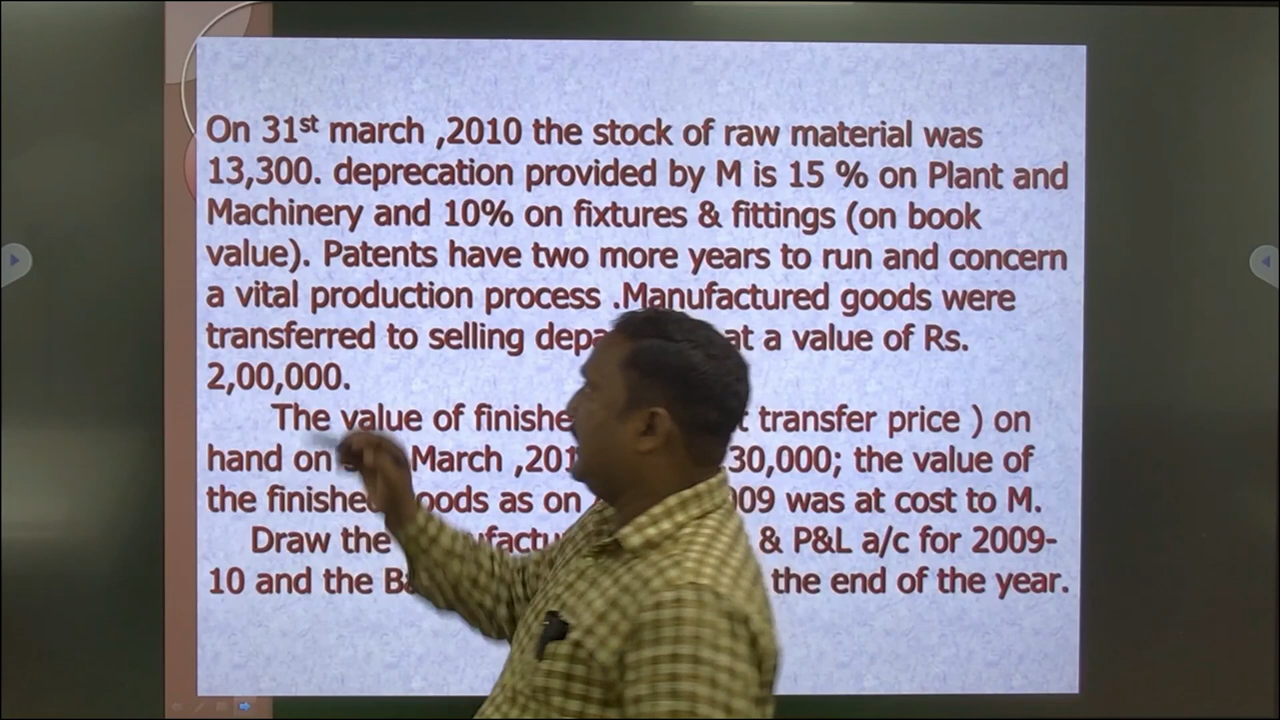 On 31st march ,2010 the stock of raw material was
13,300. deprecation provided by M is 15 % on Plant and
Machinery and 10% on fixtures & fittings (on book
value). Patents have two more years to run and concern
a vital production process .Manufactured goods were
transferred to selling at a value of Rs.
2,00,000.
The value of transfer price ) on
hand on March 30,000; the value of
the finished goods as on was at cost to M.
Draw the & P&L a/c for 2009-
10 and the the end of the year.